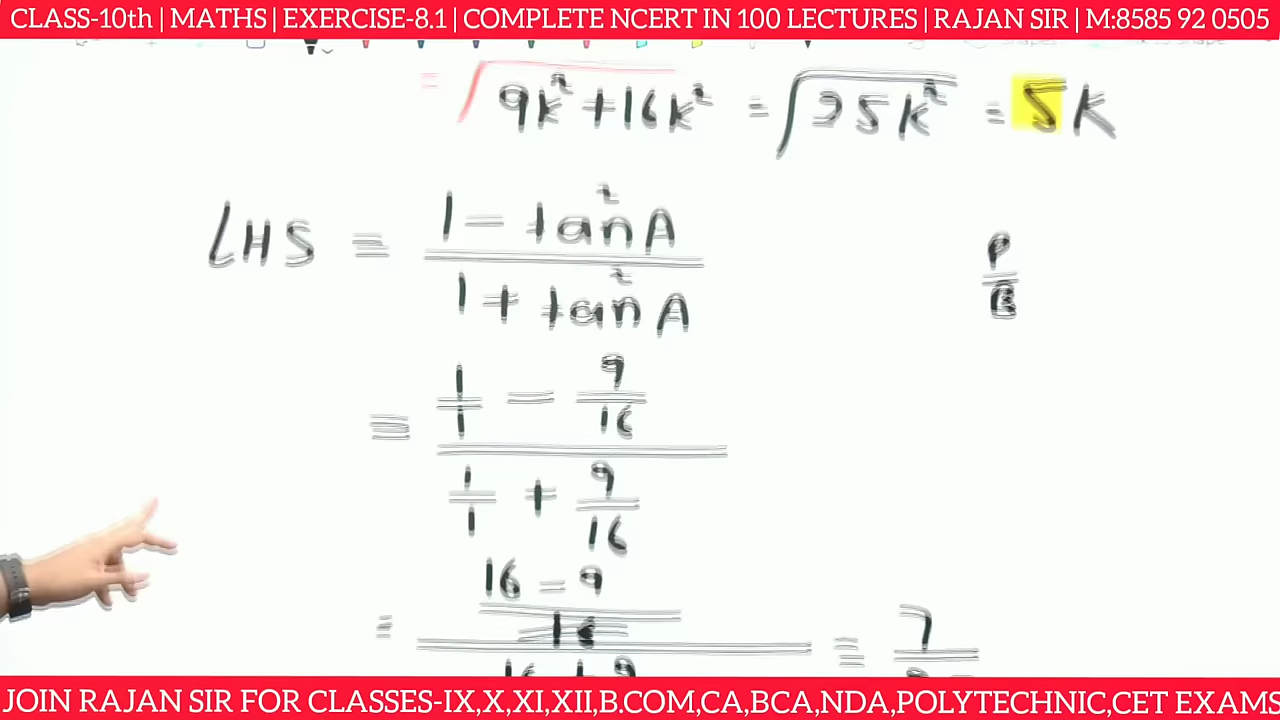 CLASS-10th | MATHS | EXERCISE-8.1 | COMPLETE NCERT IN 100 LECTURES | RAJAN SIR | M:8585 92 0505
= √9k²+16k² = √25k² = 5K
LHS = 1 - tan²A / 1 + tan²A
P/B
= 1/1 - 9/16 / 1/1 + 9/16
= 16 - 9 / 16 / 16 + 9 = 7
JOIN RAJAN SIR FOR CLASSES-IX,X,XI,XII,B.COM,CA,BCA,NDA,POLYTECHNIC,CET EXAMS